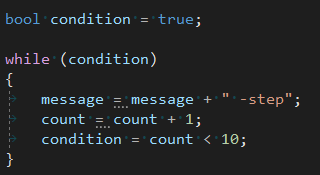 bool condition = true;
while (condition)
{
message = message + " -step";
count = count + 1;
condition = count < 10;
}